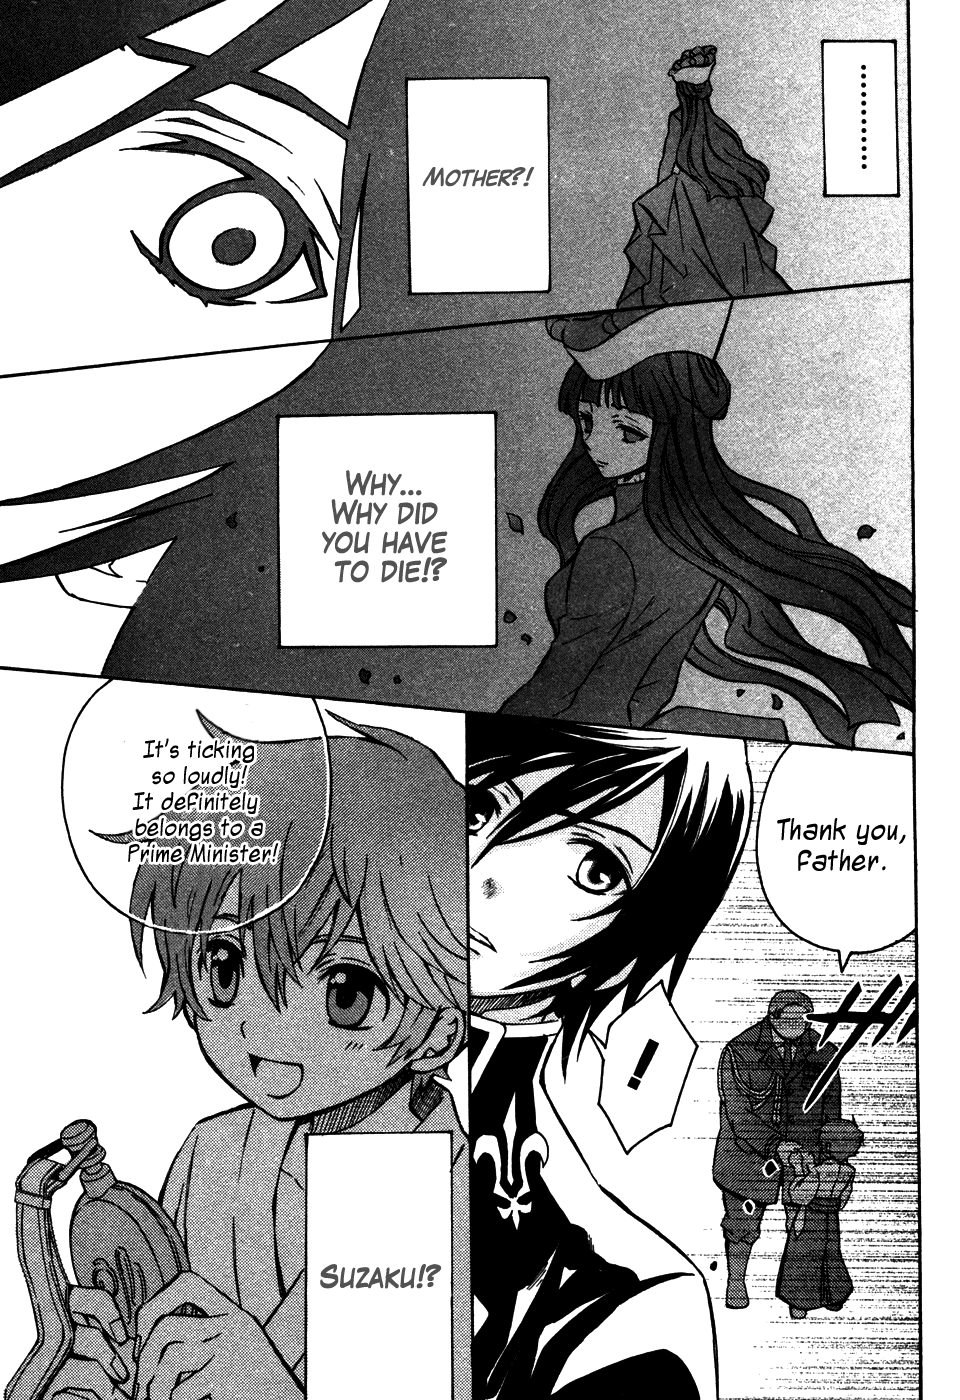 ..........
MOTHER?!
WHY...
WHY DID
YOU HAVE
TO DIE!?
Thank you,
Father.
!
It's ticking
so loudly!
It definitely
belongs to a
Prime Minister!
SUZAKU!?